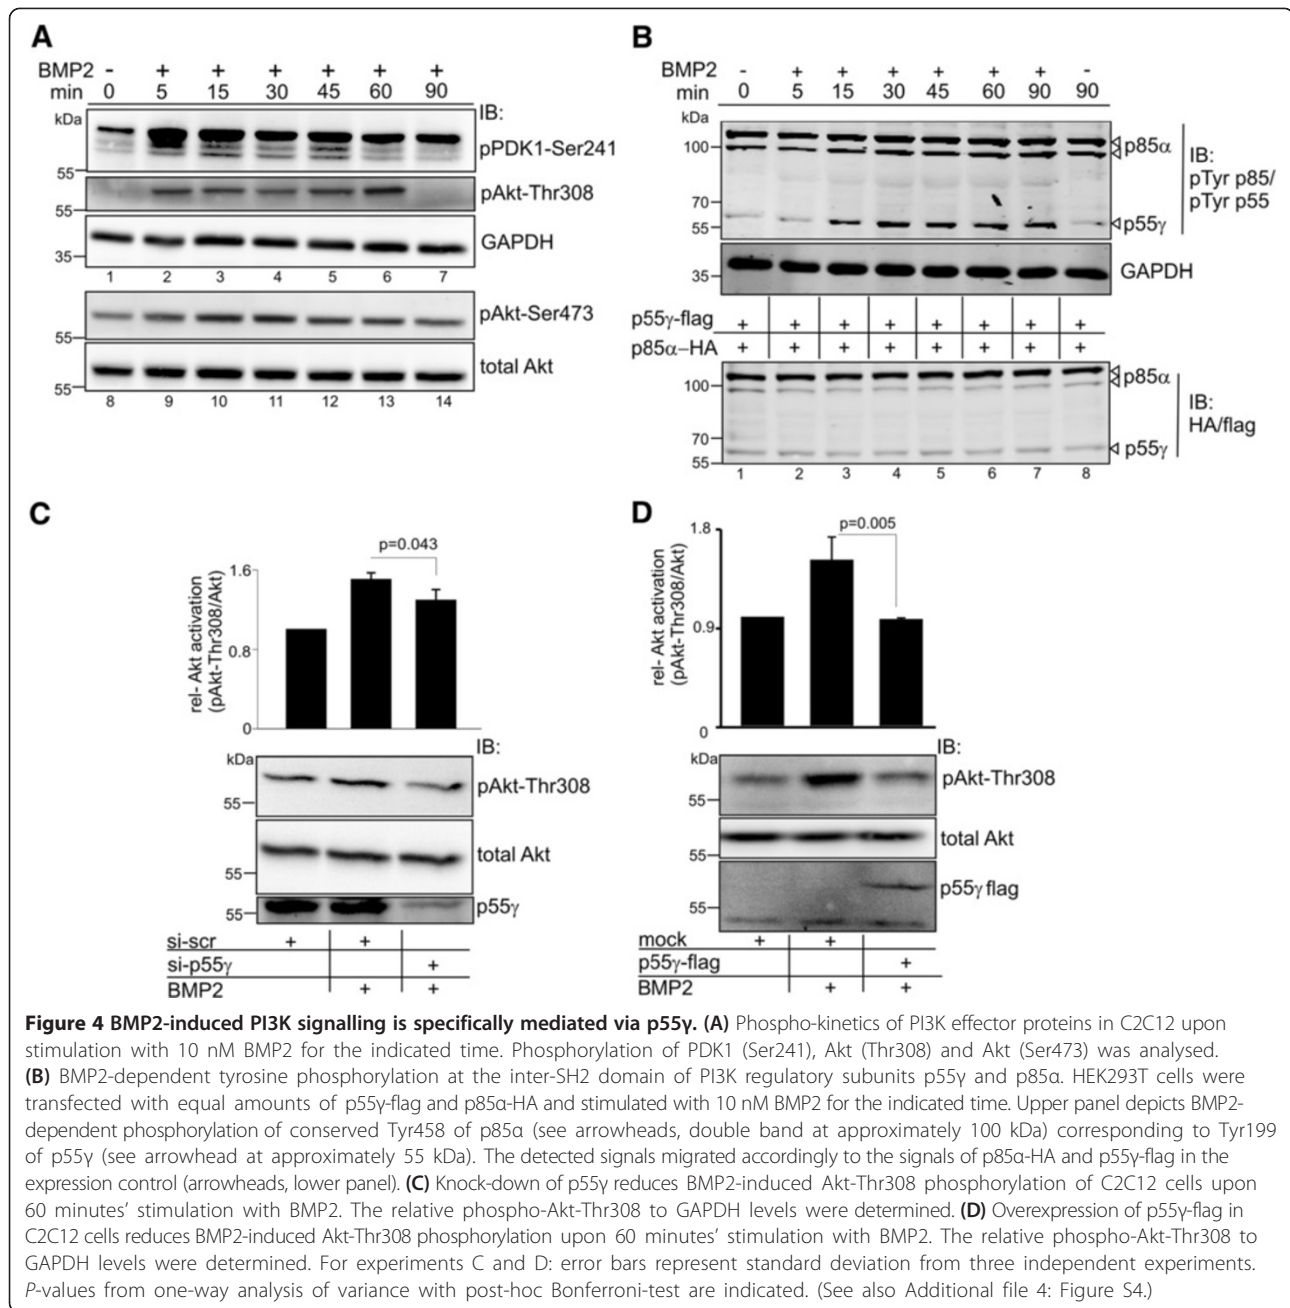 A
BMP2 - + + + + + +
min 0 5 15 30 45 60 90
kDa
IB:
pPDK1-Ser241
55
pAkt-Thr308
55
GAPDH
35
1 2 3 4 5 6 7
pAkt-Ser473
55
total Akt
55
8 9 10 11 12 13 14
B
BMP2 - + + + + + + -
min 0 5 15 30 45 60 90 90
kDa
p85α
100
IB:
pTyr p85/
pTyr p55
70
p55γ
55
GAPDH
35
p55γ-flag + + + + + + + +
p85α–HA + + + + + + + +
p85α
100
IB:
HA/flag
70
p55γ
55
1 2 3 4 5 6 7 8
C
p=0.043
1.6
rel- Akt activation
(pAkt-Thr308/Akt)
0.8
0
IB:
kDa
pAkt-Thr308
55
total Akt
55
p55γ
55
si-scr + +
si-p55γ +
BMP2 + +
D
p=0.005
1.8
rel- Akt activation
(pAkt-Thr308/Akt)
0.9
0
IB:
kDa
pAkt-Thr308
55
total Akt
55
p55γ flag
55
mock + +
p55γ-flag +
BMP2 + +
Figure 4 BMP2-induced PI3K signalling is specifically mediated via p55γ. (A) Phospho-kinetics of PI3K effector proteins in C2C12 upon
stimulation with 10 nM BMP2 for the indicated time. Phosphorylation of PDK1 (Ser241), Akt (Thr308) and Akt (Ser473) was analysed.
(B) BMP2-dependent tyrosine phosphorylation at the inter-SH2 domain of PI3K regulatory subunits p55γ and p85α. HEK293T cells were
transfected with equal amounts of p55γ-flag and p85α-HA and stimulated with 10 nM BMP2 for the indicated time. Upper panel depicts BMP2-
dependent phosphorylation of conserved Tyr458 of p85α (see arrowheads, double band at approximately 100 kDa) corresponding to Tyr199
of p55γ (see arrowhead at approximately 55 kDa). The detected signals migrated accordingly to the signals of p85α-HA and p55γ-flag in the
expression control (arrowheads, lower panel). (C) Knock-down of p55γ reduces BMP2-induced Akt-Thr308 phosphorylation of C2C12 cells upon
60 minutes’ stimulation with BMP2. The relative phospho-Akt-Thr308 to GAPDH levels were determined. (D) Overexpression of p55γ-flag in
C2C12 cells reduces BMP2-induced Akt-Thr308 phosphorylation upon 60 minutes’ stimulation with BMP2. The relative phospho-Akt-Thr308 to
GAPDH levels were determined. For experiments C and D: error bars represent standard deviation from three independent experiments.
P-values from one-way analysis of variance with post-hoc Bonferroni-test are indicated. (See also Additional file 4: Figure S4.)